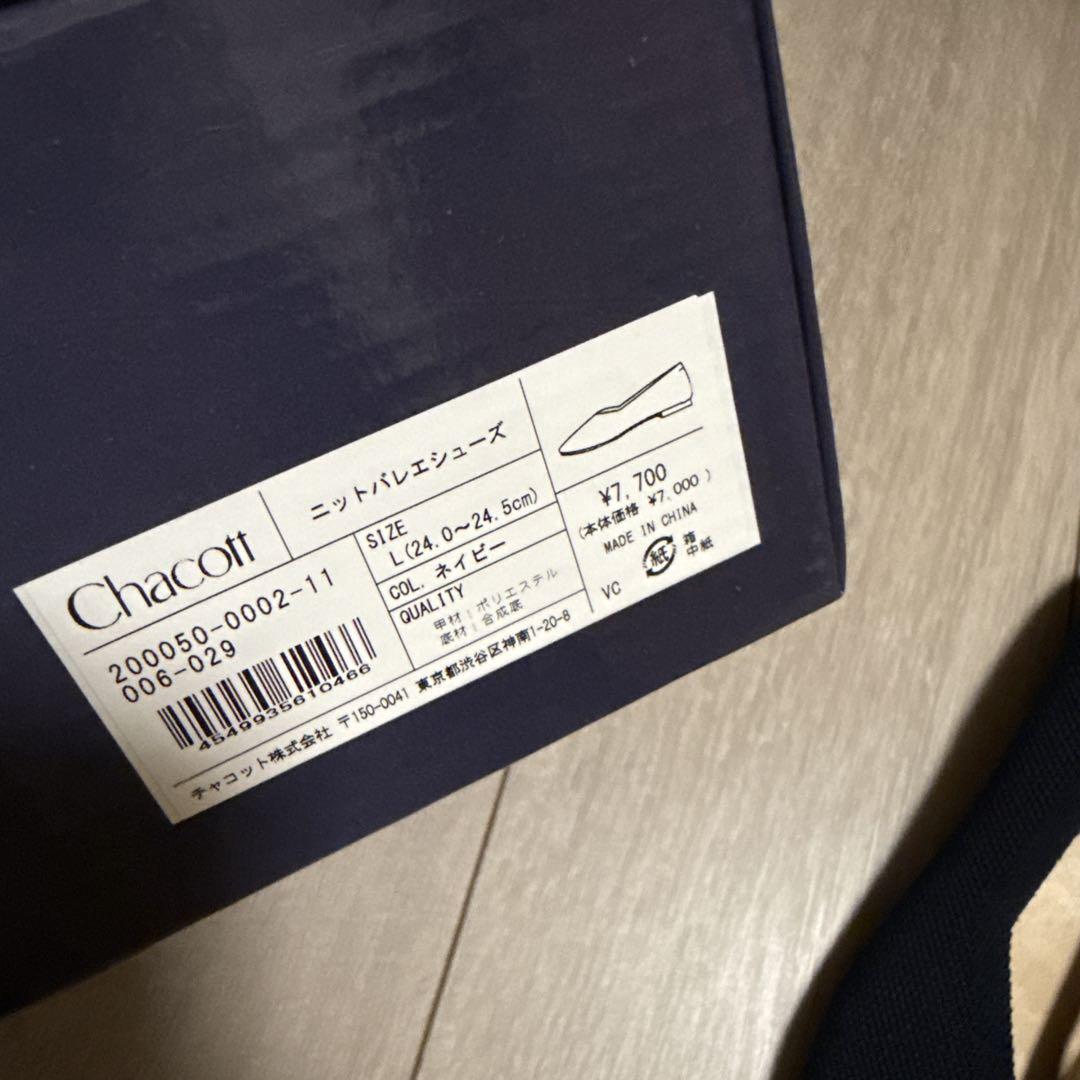 Chacott
ニットバレエシューズ
200050-0002-11
006-029
4549935610466
SIZE
L(24.0〜24.5cm)
COL. ネイビー
QUALITY
甲材:ポリエステル
底材:合成底
¥7,700
(本体価格 ¥7,000 )
MADE IN CHINA
紙
箱
中紙
VC
チャコット株式会社 〒150-0041 東京都渋谷区神南1-20-8